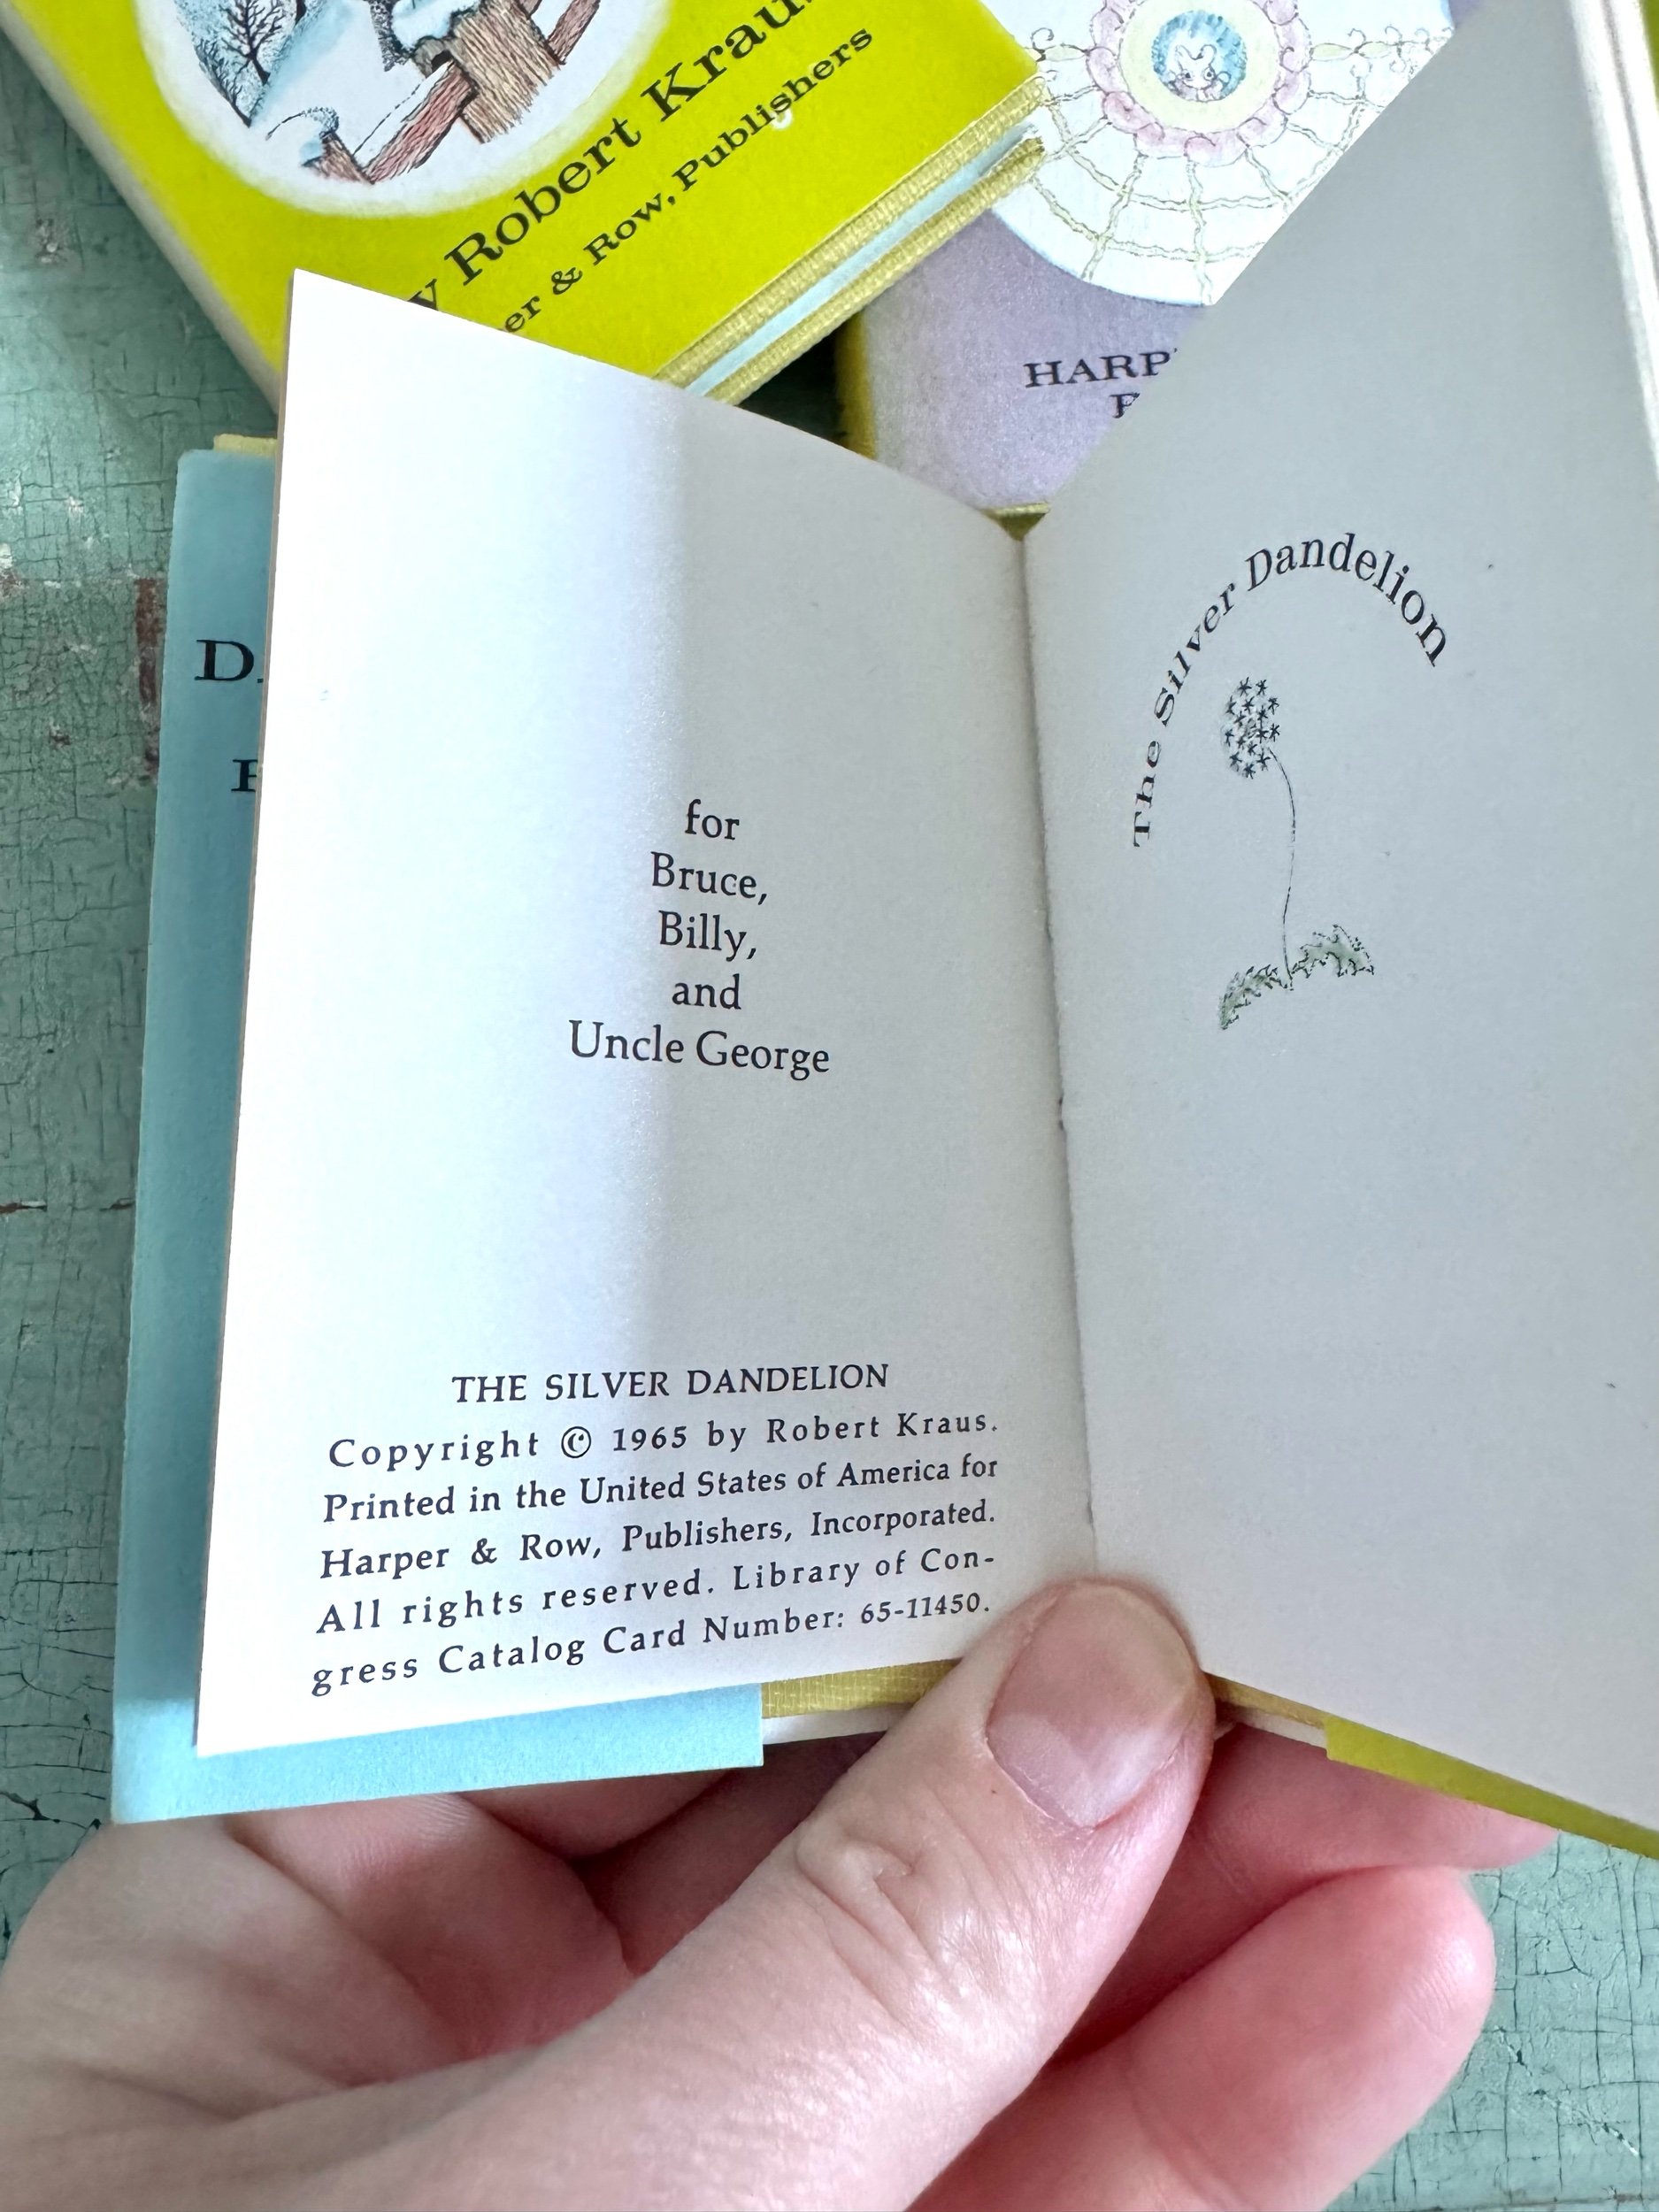 Robert Kraus
& Row, Publishers
for
Bruce,
Billy,
and
Uncle George
THE SILVER DANDELION
Copyright © 1965 by Robert Kraus.
Printed in the United States of America for
Harper & Row, Publishers, Incorporated.
All rights reserved. Library of Con-
gress Catalog Card Number: 65-11450.
The Silver Dandelion